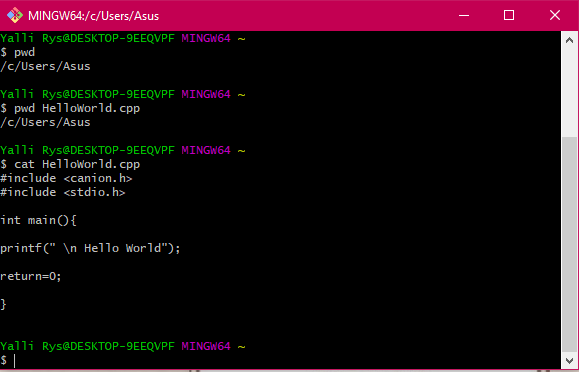 MINGW64:/c/Users/Asus
Yalli Rys@DESKTOP-9EEQVPF MINGW64 ~
$ pwd
/c/Users/Asus
Yalli Rys@DESKTOP-9EEQVPF MINGW64 ~
$ pwd HelloWorld.cpp
/c/Users/Asus
Yalli Rys@DESKTOP-9EEQVPF MINGW64 ~
$ cat HelloWorld.cpp
#include <canion.h>
#include <stdio.h>
int main(){
printf(" \n Hello World");
return=0;
}
Yalli Rys@DESKTOP-9EEQVPF MINGW64 ~
$